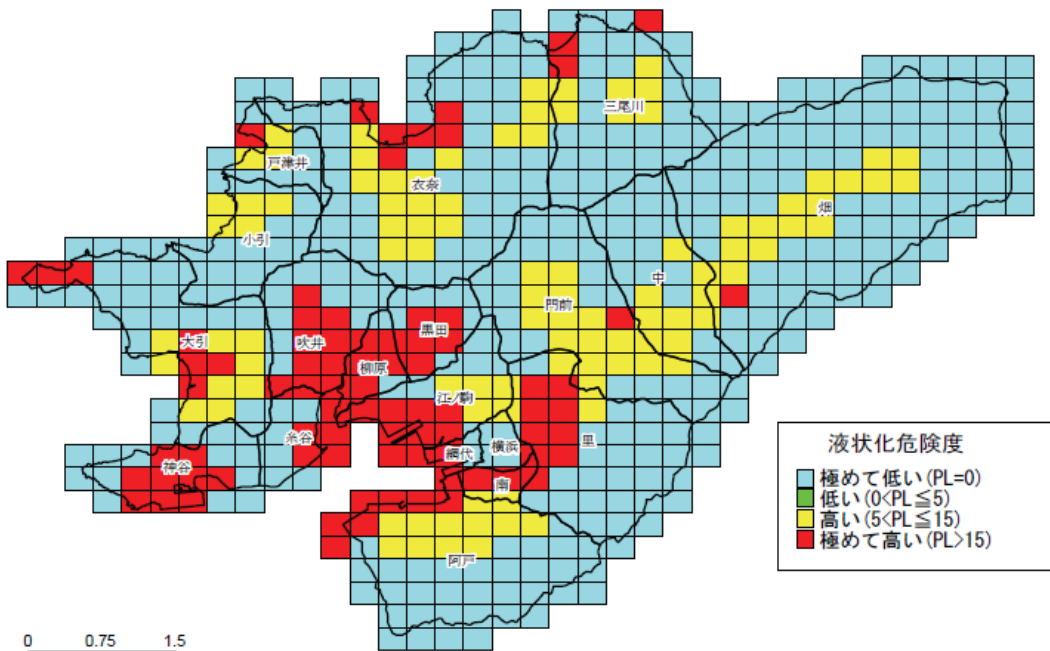 三尾川
戸津井
衣奈
畑
小引
中
門前
大引
吹井
黒田
柳原
江ノ駒
糸谷
網代
横浜
里
神谷
南
阿戸
液状化危険度
極めて低い(PL=0)
低い(0<PL≦5)
高い(5<PL≦15)
極めて高い(PL>15)
0 0.75 1.5